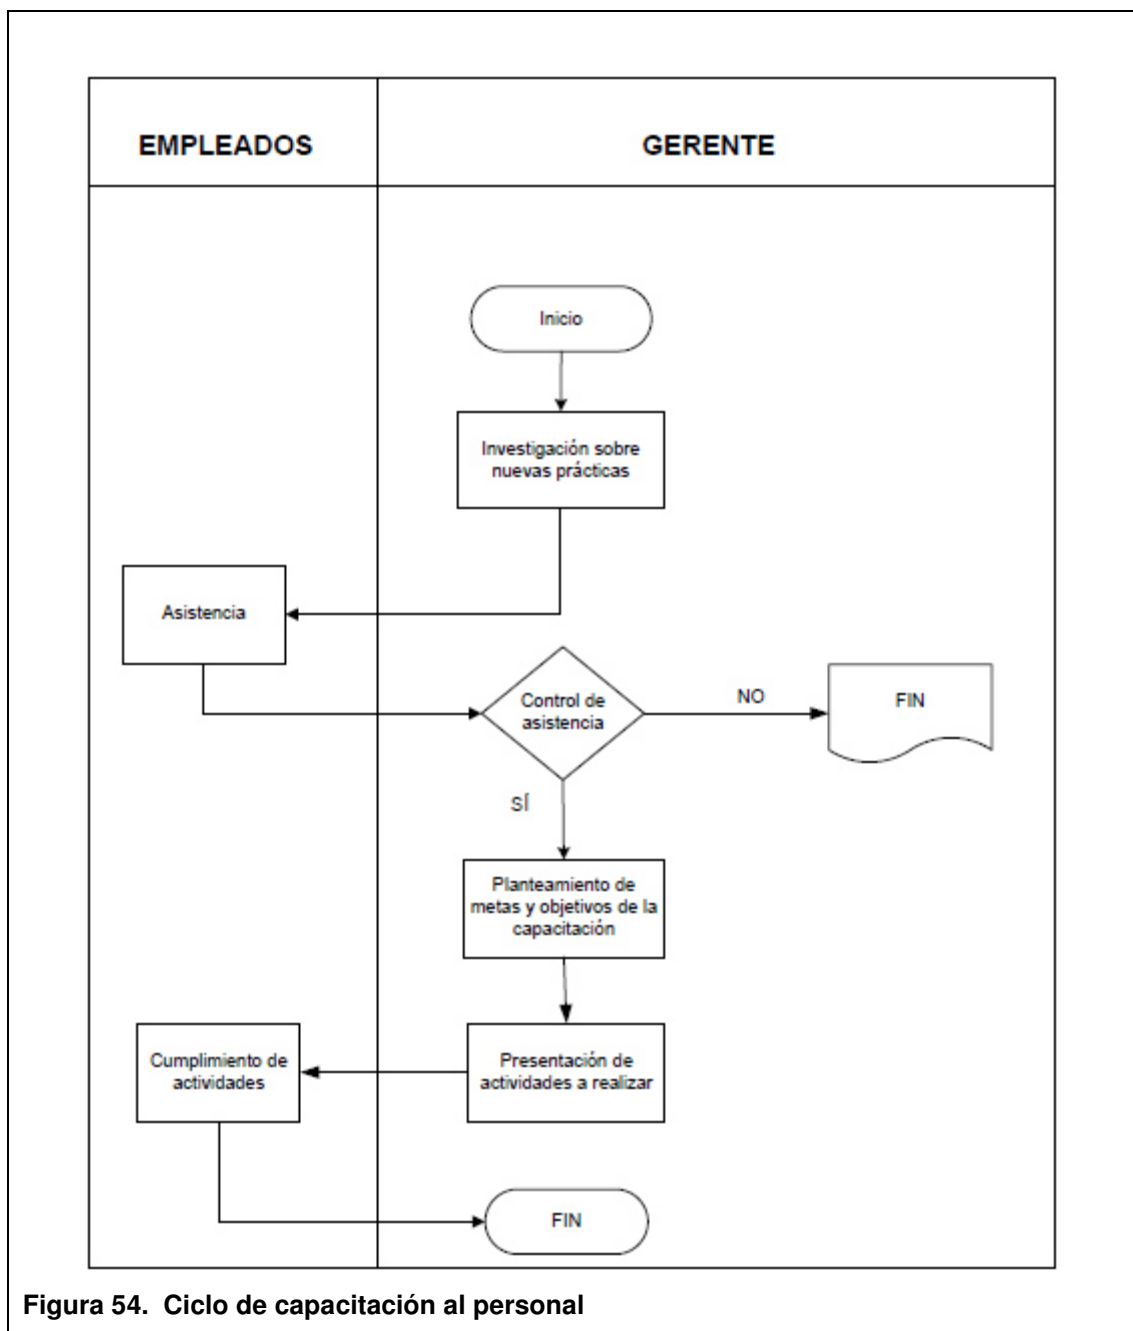 EMPLEADOS
GERENTE
Inicio
Investigación sobre
nuevas prácticas
Asistencia
Control de
asistencia
NO
FIN
SÍ
Planteamiento de
metas y objetivos de la
capacitación
Cumplimiento de
actividades
Presentación de
actividades a realizar
FIN
Figura 54. Ciclo de capacitación al personal